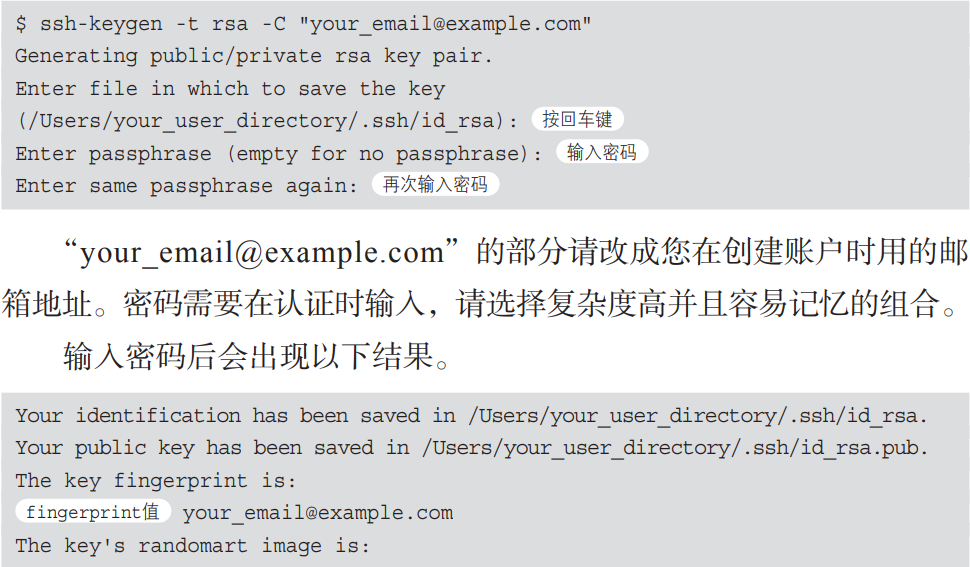 $ ssh-keygen -t rsa -C "your_email@example.com"
Generating public/private rsa key pair.
Enter file in which to save the key
(/Users/your_user_directory/.ssh/id_rsa): 按回车键
Enter passphrase (empty for no passphrase): 输入密码
Enter same passphrase again: 再次输入密码
“your_email@example.com”的部分请改成您在创建账户时用的邮
箱地址。密码需要在认证时输入，请选择复杂度高并且容易记忆的组合。
输入密码后会出现以下结果。
Your identification has been saved in /Users/your_user_directory/.ssh/id_rsa.
Your public key has been saved in /Users/your_user_directory/.ssh/id_rsa.pub.
The key fingerprint is:
fingerprint值 your_email@example.com
The key's randomart image is: